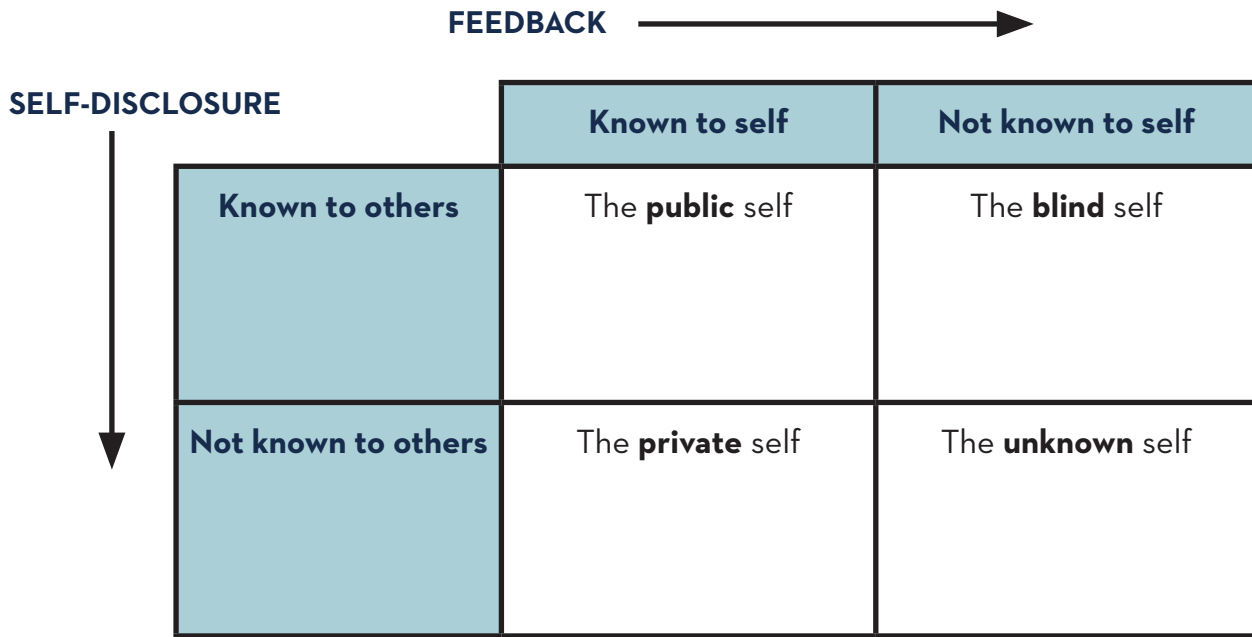 FEEDBACK
SELF-DISCLOSURE
Known to self
Not known to self
Known to others
The public self
The blind self
Not known to others
The private self
The unknown self